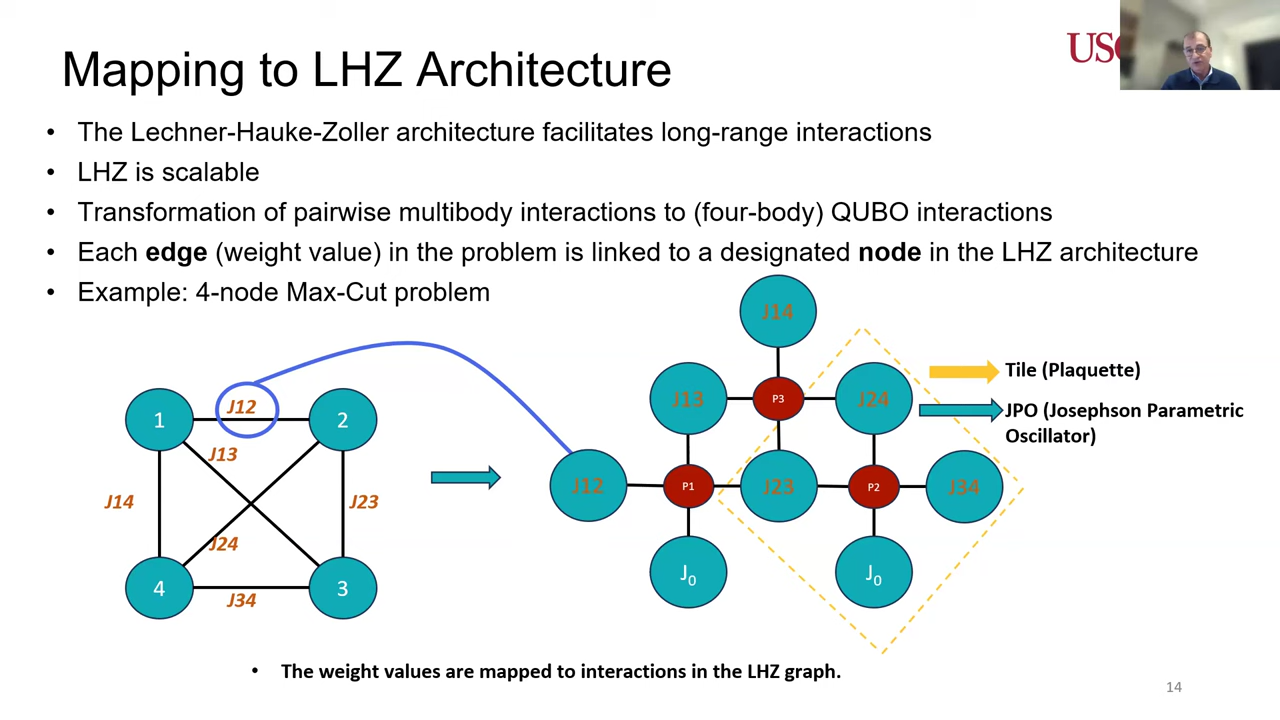 Mapping to LHZ Architecture
USC
• The Lechner-Hauke-Zoller architecture facilitates long-range interactions
• LHZ is scalable
• Transformation of pairwise multibody interactions to (four-body) QUBO interactions
• Each edge (weight value) in the problem is linked to a designated node in the LHZ architecture
• Example: 4-node Max-Cut problem
1
J12
2
J13
J14
J23
J24
4
J34
3
J14
J13
P3
J24
J12
P1
J23
P2
J34
J0
J0
Tile (Plaquette)
JPO (Josephson Parametric
Oscillator)
• The weight values are mapped to interactions in the LHZ graph.
14